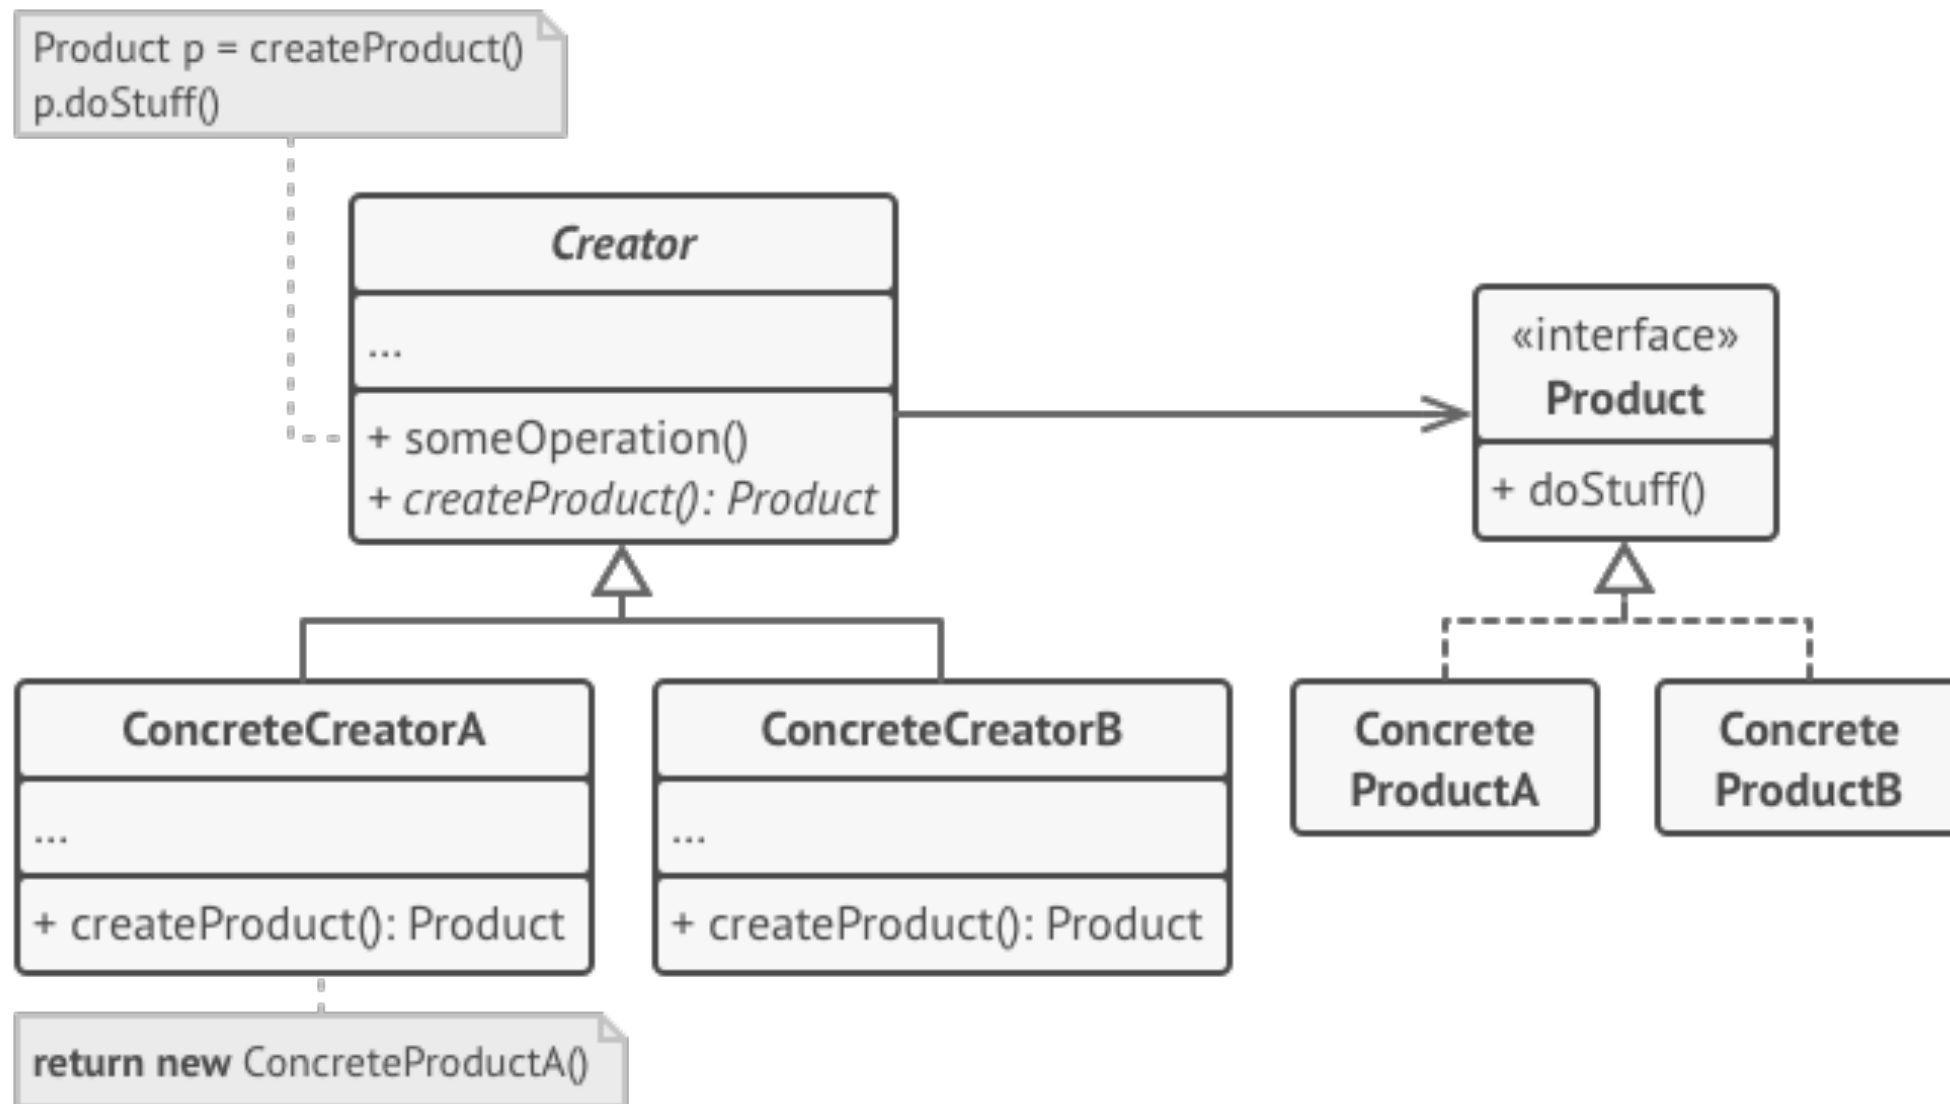 Product p = createProduct()
p.doStuff()
Creator
...
+ someOperation()
+ createProduct(): Product
«interface»
Product
+ doStuff()
ConcreteCreatorA
...
+ createProduct(): Product
ConcreteCreatorB
...
+ createProduct(): Product
Concrete
ProductA
Concrete
ProductB
return new ConcreteProductA()